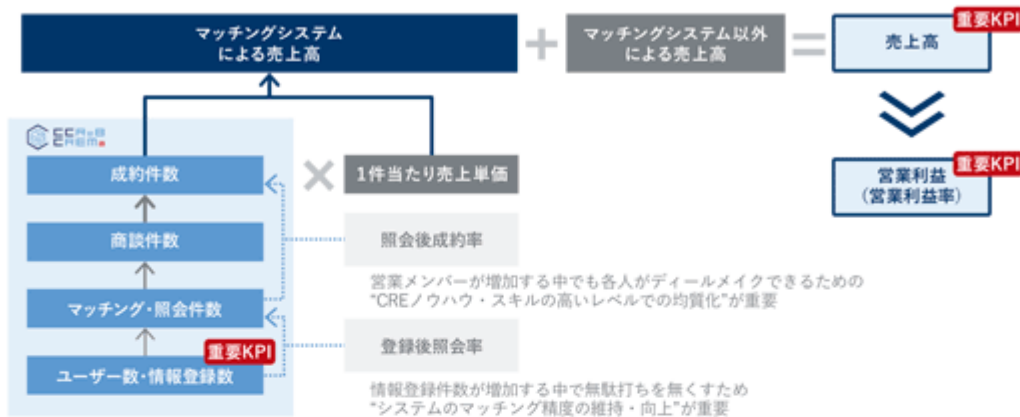 マッチングシステム
による売上高
+
マッチングシステム以外
による売上高
=
重要KPI
売上高
成約件数
×
1件当たり売上単価
重要KPI
営業利益
（営業利益率）
商談件数
照会後成約率
営業メンバーが増加する中でも各人がディールメイクできるための
“CREノウハウ・スキルの高いレベルでの均質化”が重要
マッチング・照会件数
登録後照会率
重要KPI
ユーザー数・情報登録数
情報登録件数が増加する中で無駄打ちを無くすため
“システムのマッチング精度の維持・向上”が重要